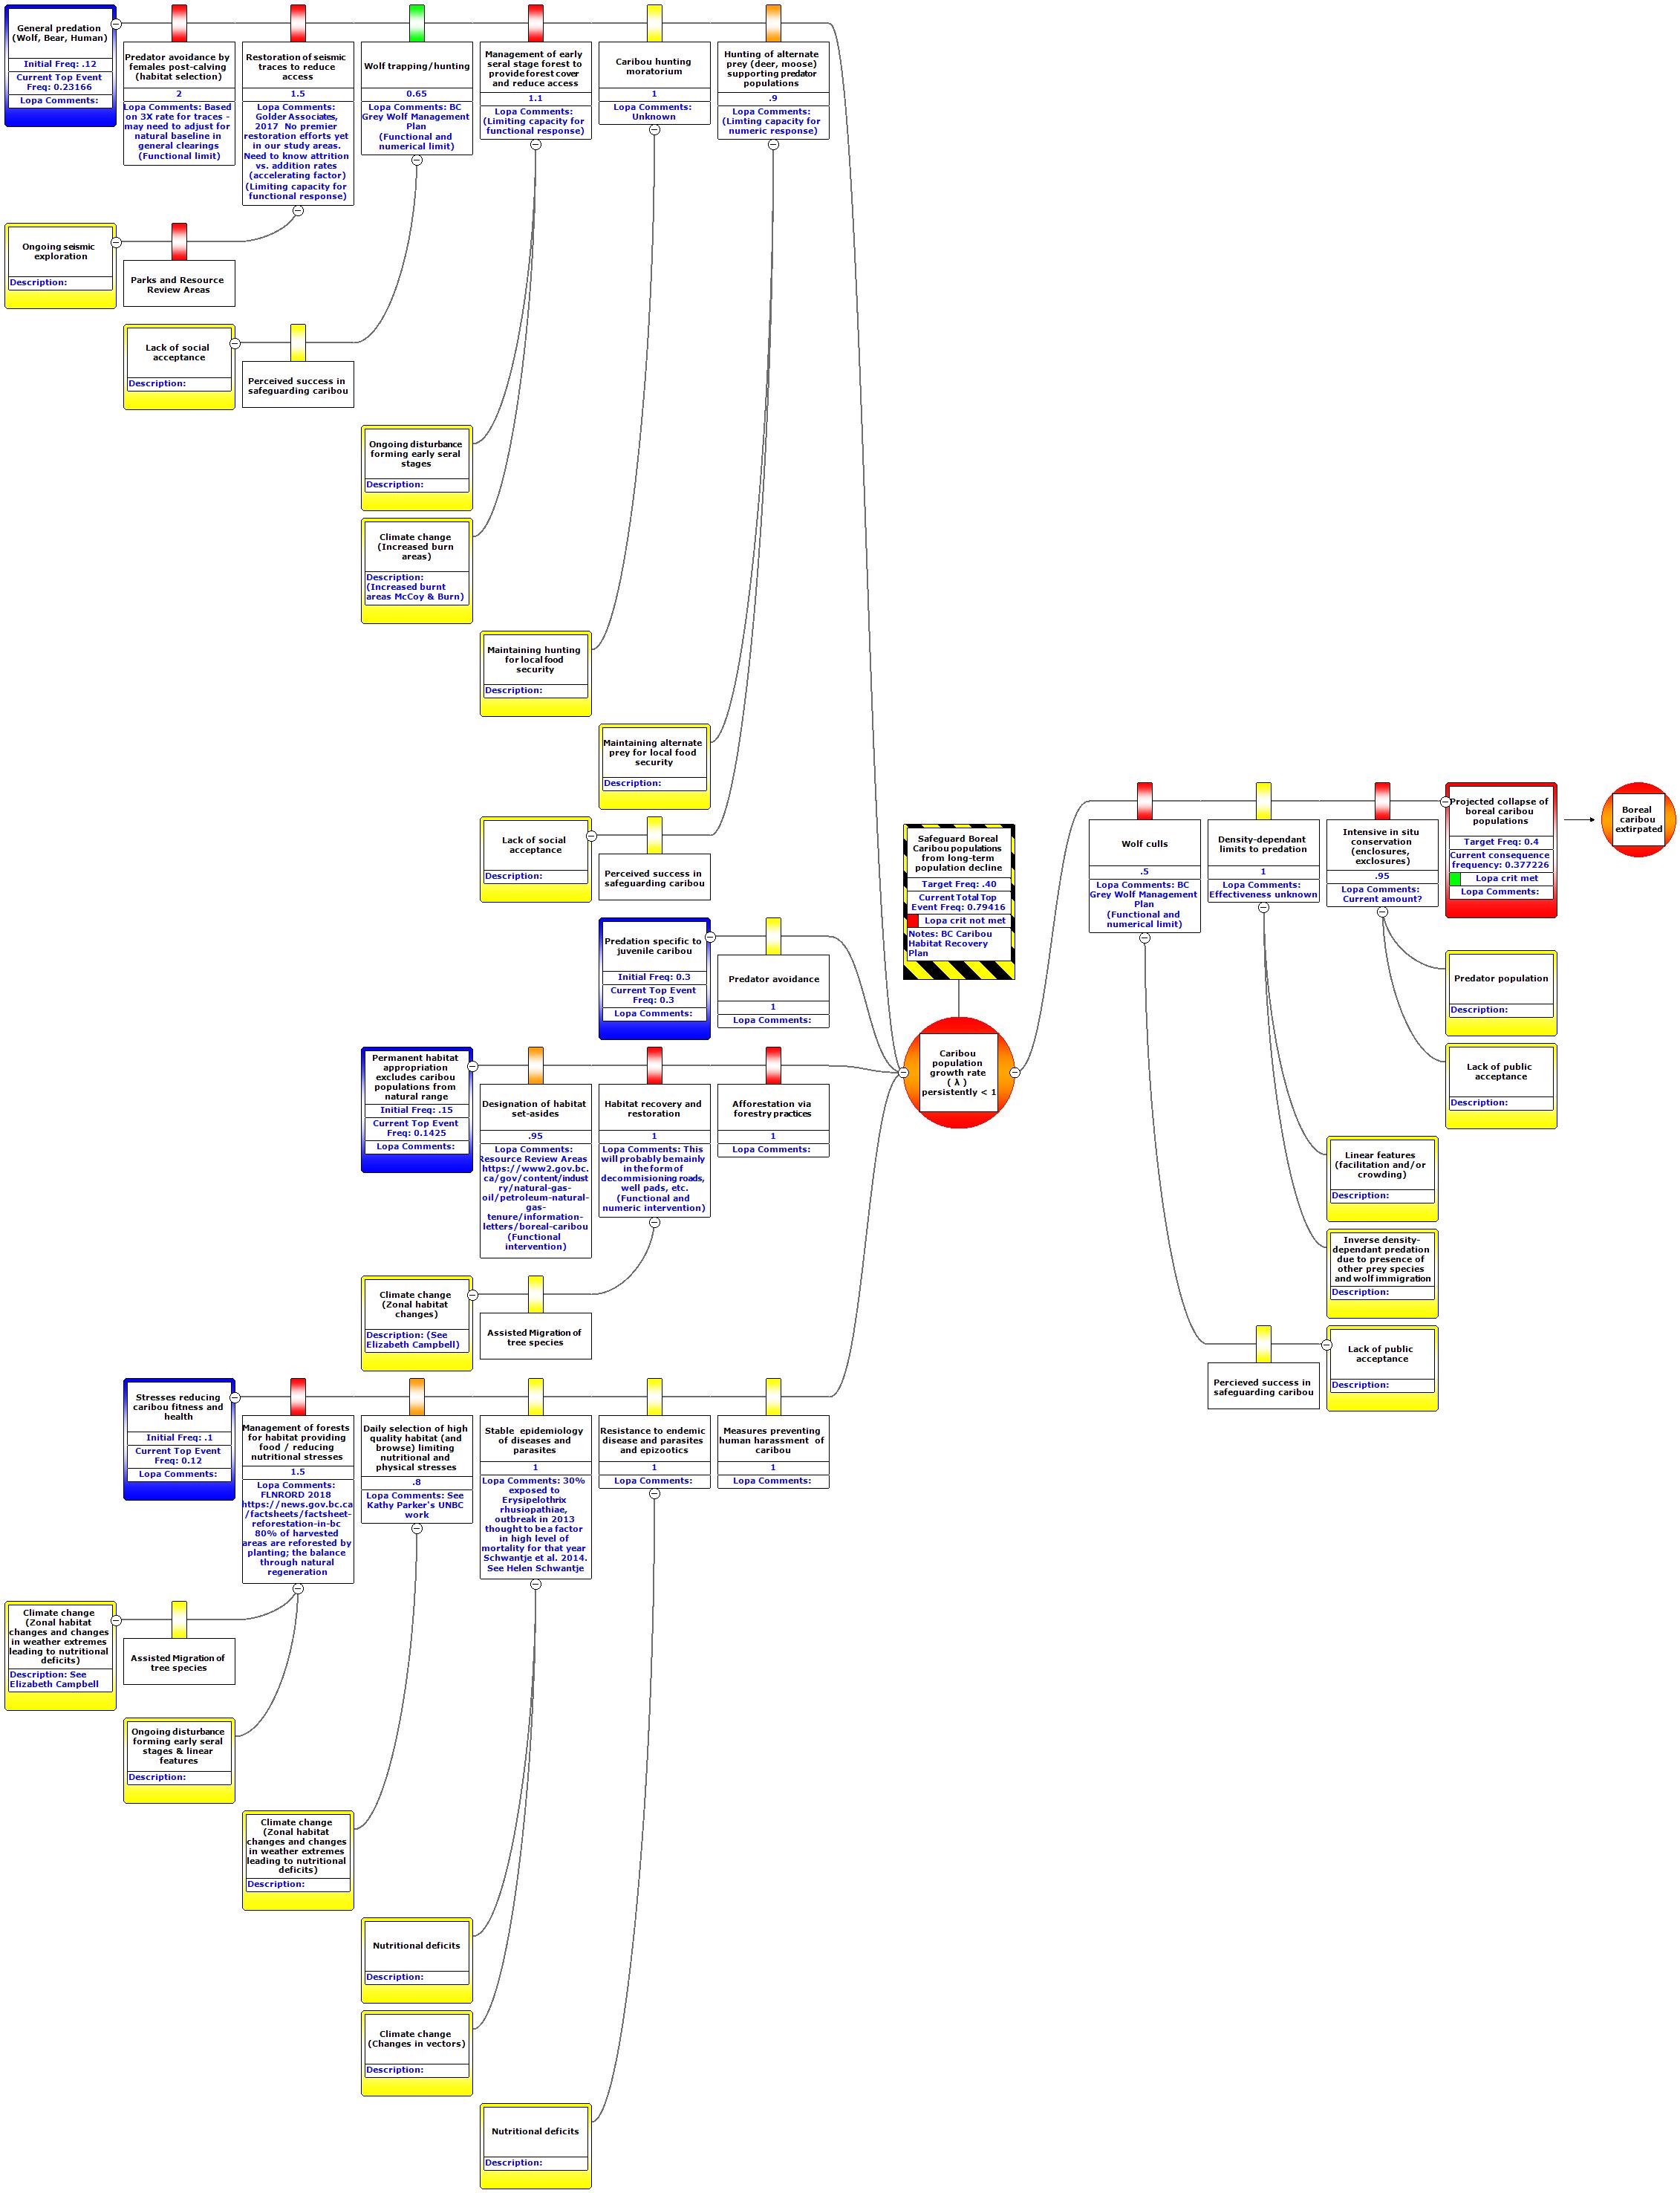 General predation
(Wolf, Bear, Human)
Initial Freq: .12
Current Top Event
Freq: 0.23166
Lopa Comments:
Predator avoidance by
females post-calving
(habitat selection)
2
Lopa Comments: Based
on 3X rate for traces -
may need to adjust for
natural baseline in
general clearings
(Functional limit)
Restoration of seismic
traces to reduce
access
1.5
Lopa Comments:
Golder Associates,
2017 No premier
restoration efforts yet
in our study areas.
Need to know attrition
vs. addition rates
(accelerating factor)
(Limiting capacity for
functional response)
Wolf trapping/hunting
0.65
Lopa Comments: BC
Grey Wolf Management
Plan
(Functional and
numerical limit)
Management of early
seral stage forest to
provide forest cover
and reduce access
1.1
Lopa Comments:
(Limiting capacity for
functional response)
Caribou hunting
moratorium
1
Lopa Comments:
Unknown
Hunting of alternate
prey (deer, moose)
supporting predator
populations
.9
Lopa Comments:
(Limting capacity for
numeric response)
Ongoing seismic
exploration
Description:
Parks and Resource
Review Areas
Lack of social
acceptance
Description:
Perceived success in
safeguarding caribou
Ongoing disturbance
forming early seral
stages
Description:
Climate change
(Increased burn
areas)
Description:
(Increased burnt
areas McCoy & Burn)
Maintaining hunting
for local food
security
Description:
Maintaining alternate
prey for local food
security
Description:
Lack of social
acceptance
Description:
Perceived success in
safeguarding caribou
Predation specific to
juvenile caribou
Initial Freq: 0.3
Current Top Event
Freq: 0.3
Lopa Comments:
Predator avoidance
1
Lopa Comments:
Permanent habitat
appropriation
excludes caribou
populations from
natural range
Initial Freq: .15
Current Top Event
Freq: 0.1425
Lopa Comments:
Designation of habitat
set-asides
.95
Lopa Comments:
Resource Review Areas
https://www2.gov.bc.
ca/gov/content/indust
ry/natural-gas-
oil/petroleum-natural-
gas-
tenure/information-
letters/boreal-caribou
(Functional
intervention)
Habitat recovery and
restoration
1
Lopa Comments: This
will probably be mainly
in the form of
decommisioning roads,
well pads, etc.
(Functional and
numeric intervention)
Afforestation via
forestry practices
1
Lopa Comments:
Climate change
(Zonal habitat
changes)
Description: (See
Elizabeth Campbell)
Assisted Migration of
tree species
Stresses reducing
caribou fitness and
health
Initial Freq: .1
Current Top Event
Freq: 0.12
Lopa Comments:
Management of forests
for habitat providing
food / reducing
nutritional stresses
1.5
Lopa Comments:
FLNRORD 2018
https://news.gov.bc.ca
/factsheets/factsheet-
reforestation-in-bc
80% of harvested
areas are reforested by
planting; the balance
through natural
regeneration
Daily selection of high
quality habitat (and
browse) limiting
nutritional and
physical stresses
.8
Lopa Comments: See
Kathy Parker's UNBC
work
Stable epidemiology
of diseases and
parasites
1
Lopa Comments: 30%
exposed to
Erysipelothrix
rhusiopathiae,
outbreak in 2013
thought to be a factor
in high level of
mortality for that year
Schwantje et al. 2014.
See Helen Schwantje
Resistance to endemic
disease and parasites
and epizootics
1
Lopa Comments:
Measures preventing
human harassment of
caribou
1
Lopa Comments:
Climate change
(Zonal habitat
changes and changes
in weather extremes
leading to nutritional
deficits)
Description: See
Elizabeth Campbell
Assisted Migration of
tree species
Ongoing disturbance
forming early seral
stages & linear
features
Description:
Climate change
(Zonal habitat
changes and changes
in weather extremes
leading to nutritional
deficits)
Description:
Nutritional deficits
Description:
Climate change
(Changes in vectors)
Description:
Nutritional deficits
Description:
Safeguard Boreal
Caribou populations
from long-term
population decline
Target Freq: .40
Current Total Top
Event Freq: 0.79416
Lopa crit not met
Notes: BC Caribou
Habitat Recovery
Plan
Caribou
population
growth rate
( λ )
persistently < 1
Wolf culls
.5
Lopa Comments: BC
Grey Wolf Management
Plan
(Functional and
numerical limit)
Density-dependant
limits to predation
1
Lopa Comments:
Effectiveness unknown
Intensive in situ
conservation
(enclosures,
exclosures)
.95
Lopa Comments:
Current amount?
Projected collapse of
boreal caribou
populations
Target Freq: 0.4
Current consequence
frequency: 0.377226
Lopa crit met
Lopa Comments:
Boreal
caribou
extirpated
Predator population
Description:
Lack of public
acceptance
Description:
Linear features
(facilitation and/or
crowding)
Description:
Inverse density-
dependant predation
due to presence of
other prey species
and wolf immigration
Description:
Percieved success in
safeguarding caribou
Lack of public
acceptance
Description: